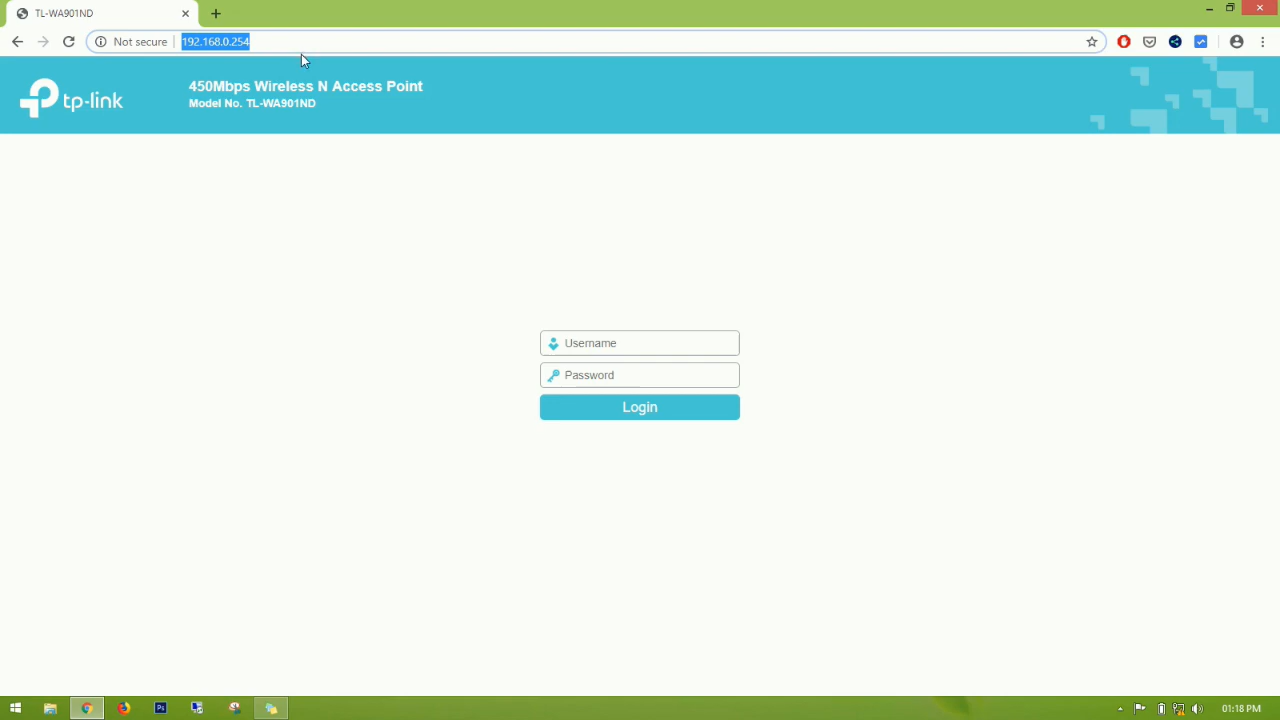 TL-WA901ND
Not secure
192.168.0.254
tp-link
450Mbps Wireless N Access Point
Model No. TL-WA901ND
Username
Password
Login
Ps
01:18 PM